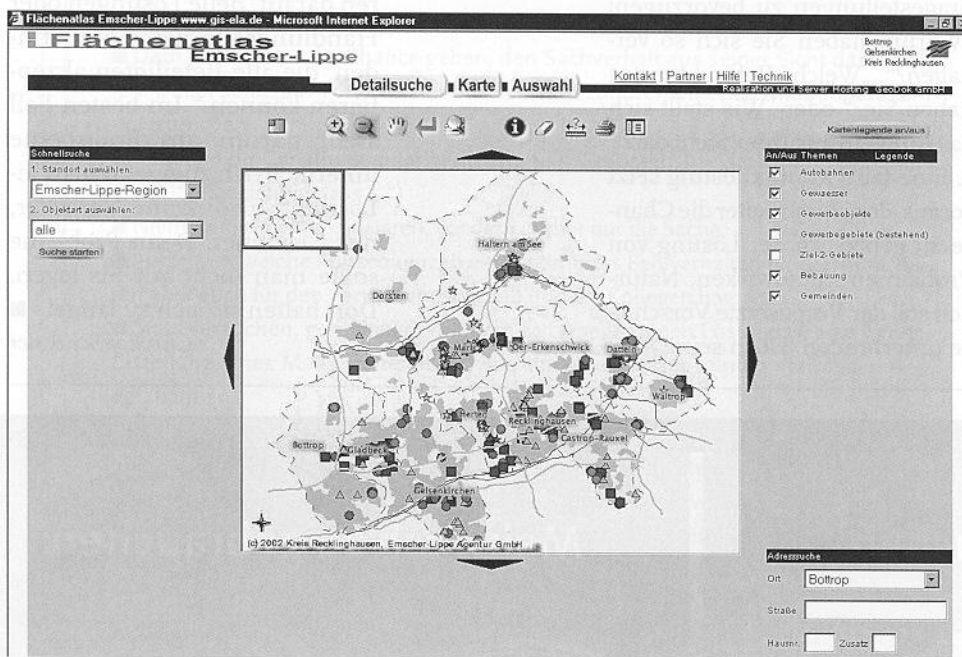 Flächenatlas Emscher-Lippe www.gis-ela.de - Microsoft Internet Explorer
Flächenatlas
Emscher-Lippe
Bottrop
Gelsenkirchen
Kreis Recklinghausen
Kontakt | Partner | Hilfe | Technik
Detailsuche Karte Auswahl
Realisation und Server Hosting GeoDok GmbH
Kartenlegende an/aus
Schnellsuche
1. Standort auswählen:
Emscher-Lippe-Region
2. Objektart auswählen:
alle
Suche starten
An/Aus Themen Legende
Autobahnen
Gewaesser
Gewerbeobjekte
Gewerbegebiete (bestehend)
Ziel-2-Gebiete
Bebauung
Gemeinden
Haltern am See
Dorsten
Marl
Oer-Erkenschwick
Datteln
Waltrop
Herten
Recklinghausen
Castrop-Rauxel
Bottrop
Gladbeck
Gelsenkirchen
(c) 2002 Kreis Recklinghausen, Emscher-Lippe Agentur GmbH
Adresssuche
Ort Bottrop
Straße
Hausnr. Zusatz